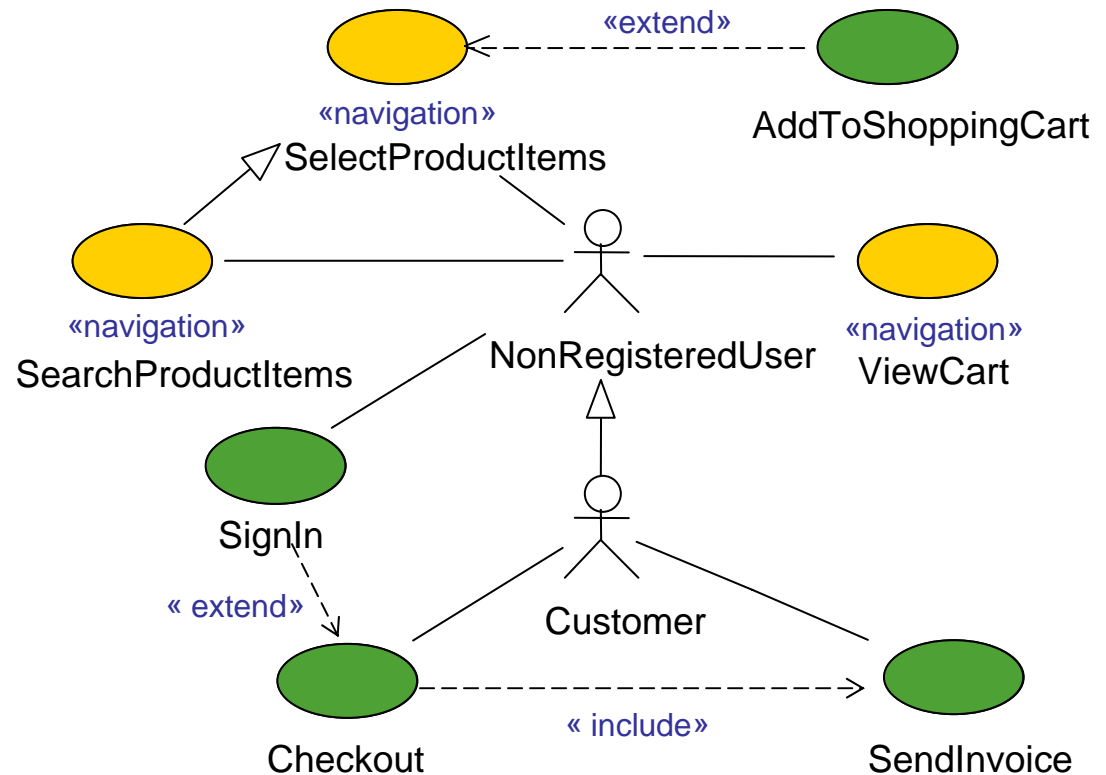 «extend»
«navigation»
SelectProductItems
AddToShoppingCart
«navigation»
SearchProductItems
NonRegisteredUser
«navigation»
ViewCart
SignIn
« extend»
Customer
« include»
Checkout
SendInvoice